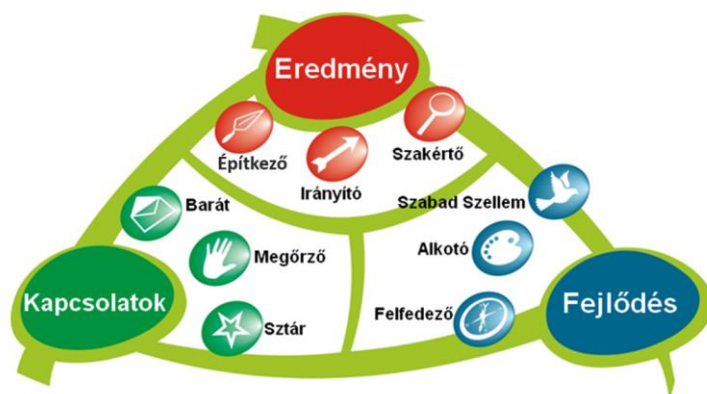 Eredmény
Építkező
Irányító
Szakértő
Barát
Megőrző
Sztár
Kapcsolatok
Szabad Szellem
Alkotó
Felfedező
Fejlődés